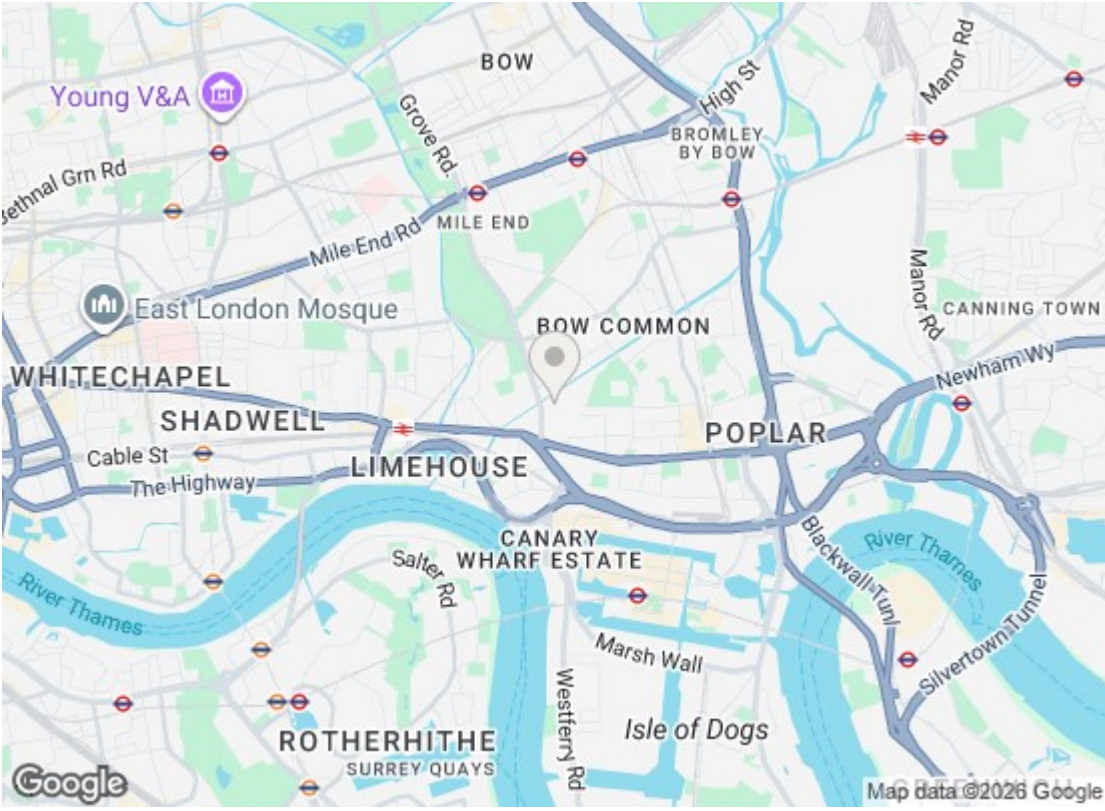 BOW
Young V&A
High St
Manor Rd
Grove Rd.
BROMLEY
BY BOW
Bethnal Grn Rd
MILE END
Mile End Rd
Manor Rd
East London Mosque
CANNING TOWN
BOW COMMON
Newham Wy
WHITECHAPEL
SHADWELL
POPLAR
Cable St
LIMEHOUSE
The Highway
CANARY
WHARF ESTATE
Blackwall Tunl
River Thames
Salter Rd
River Thames
Silvertown Tunnel
Marsh Wall
Westferry Rd
Isle of Dogs
ROTHERHITHE
SURREY QUAYS
Google
GREENWICH
Map data ©2026 Google